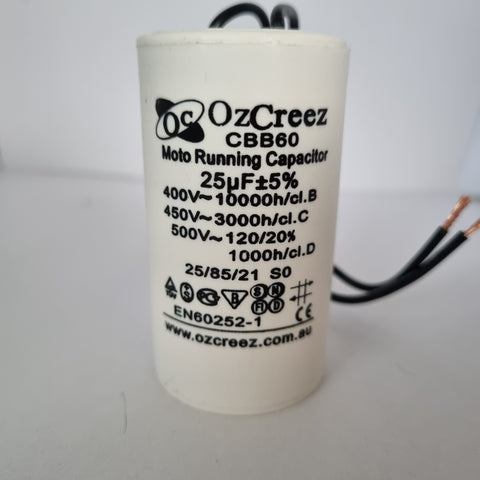 OC OzCreez
CBB60
Moto Running Capacitor
25µF±5%
400V~10000h/cl.B
450V~3000h/cl.C
500V~120/20%
1000h/cl.D
25/85/21 S0
S N
FI D
EN60252-1 CE
www.ozcreez.com.au